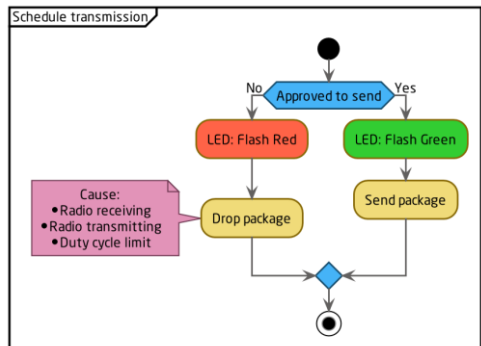 Schedule transmission
Approved to send
No
Yes
LED: Flash Red
LED: Flash Green
Cause:
•Radio receiving
•Radio transmitting
•Duty cycle limit
Drop package
Send package